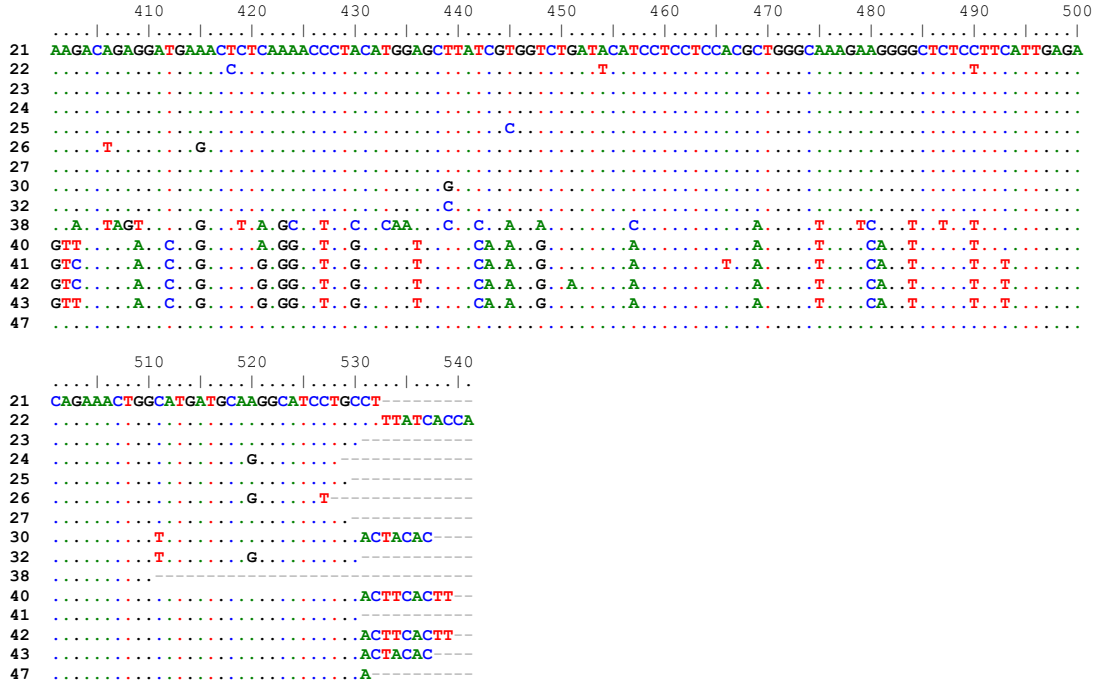 410 420 430 440 450 460 470 480 490 500
....|....|....|....|....|....|....|....|....|....|....|....|....|....|....|....|....|....|....|....|
21 AAGACAGAGGATGAAACTCTCAAAACCCTACATGGAGCTTATCGTGGTCTGATACATCCTCCTCCACGCTGGGCAAAGAAGGGGCTCTCCTTCATTGAGA
22 .................C...................................T...................................T..........
23 ....................................................................................................
24 ....................................................................................................
25 ............................................C.......................................................
26 .....T........G.....................................................................................
27 ....................................................................................................
30 ......................................G.............................................................
32 ......................................C.............................................................
38 ..A..TAGT.....G...T.A.GC..T..C..CAA...C..C..A..A........C...........A.....T...TC...T..T..T..........
40 GTT.....A..C..G.....A.GG..T..G.....T.....CA.A..G........A...........A.....T....CA..T.....T..........
41 GTC.....A..C..G.....G.GG..T..G.....T.....CA.A..G........A........T..A.....T....CA..T.....T..T.......
42 GTC.....A..C..G.....G.GG..T..G.....T.....CA.A..G..A.....A...........A.....T....CA..T.....T..T.......
43 GTT.....A..C..G.....G.GG..T..G.....T.....CA.A..G........A...........A.....T....CA..T.....T..T.......
47 ....................................................................................................
510 520 530 540
....|....|....|....|....|....|....|....|.
21 CAGAAACTGGCATGATGCAAGGCATCCTGCCT---------
22 ................................TTATCACCA
23 ..............................-----------
24 ...................G........-------------
25 .............................------------
26 ...................G......T--------------
27 .............................------------
30 ..........T...................ACTACAC----
32 ..........T........G..........-----------
38 ..........-------------------------------
40 ..............................ACTTCACTT--
41 ..............................-----------
42 ..............................ACTTCACTT--
43 ..............................ACTACAC----
47 ..............................A----------